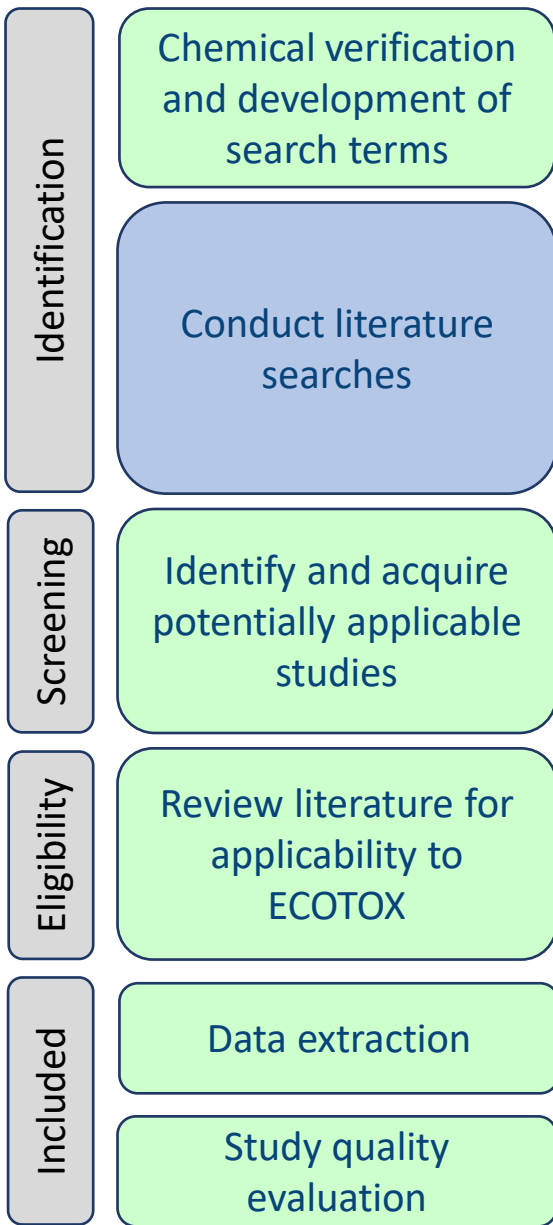 Identification
Chemical verification
and development of
search terms
Conduct literature
searches
Screening
Identify and acquire
potentially applicable
studies
Eligibility
Review literature for
applicability to
ECOTOX
Included
Data extraction
Study quality
evaluation